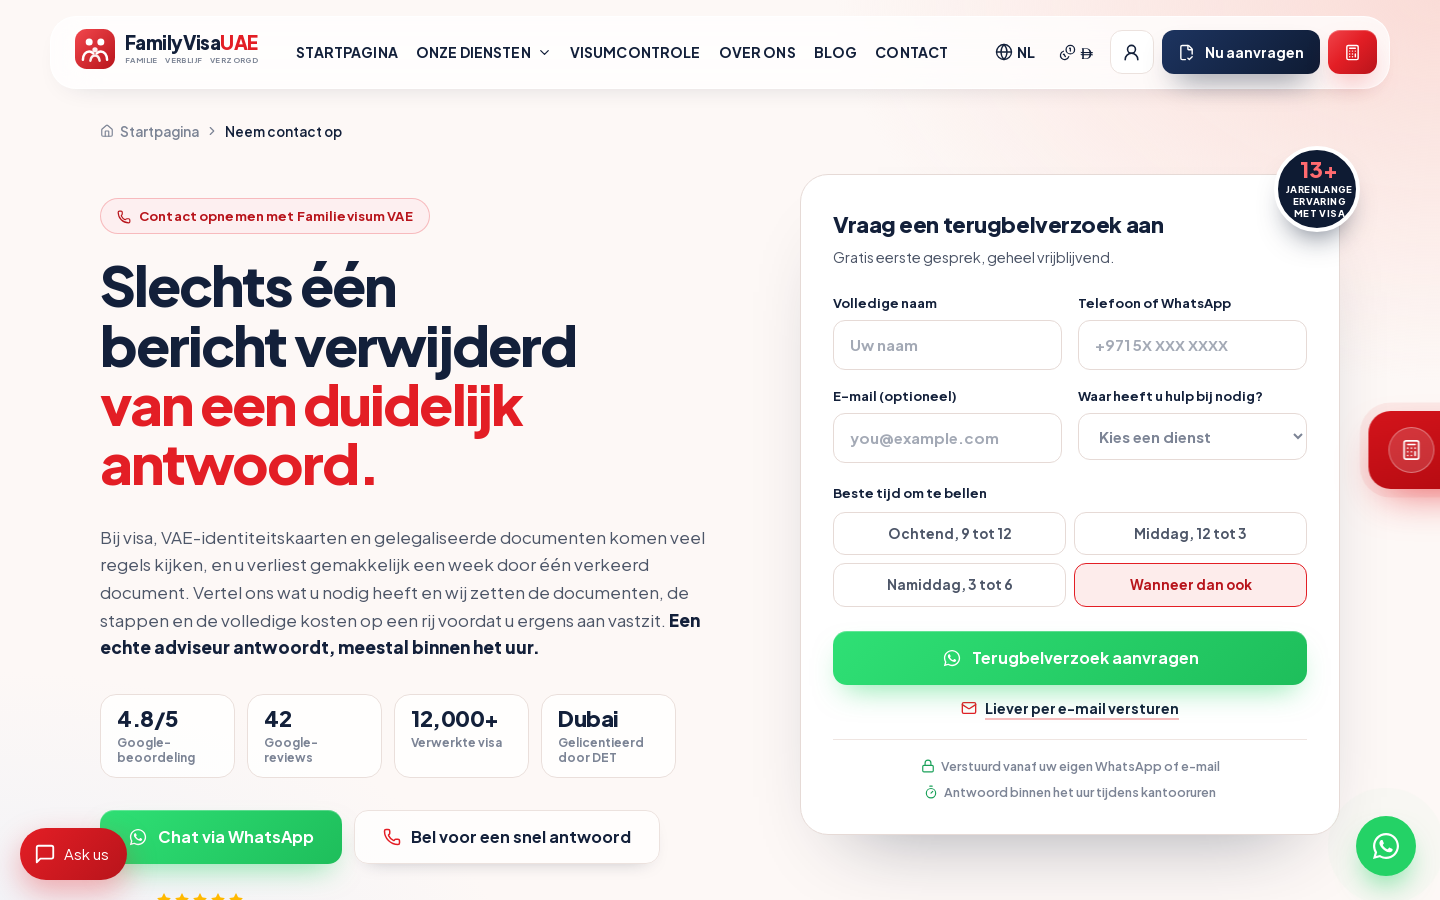 FamilyVisaUAE
FAMILIE VERBLIJF VERZORGD
STARTPAGINA
ONZE DIENSTEN
VISUMCONTROLE
OVER ONS
BLOG
CONTACT
NL
Nu aanvragen
Startpagina
Neem contact op
Contact opnemen met Familievisum VAE
Slechts één
bericht verwijderd
van een duidelijk
antwoord.
Bij visa, VAE-identiteitskaarten en gelegaliseerde documenten komen veel
regels kijken, en u verliest gemakkelijk een week door één verkeerd
document. Vertel ons wat u nodig heeft en wij zetten de documenten, de
stappen en de volledige kosten op een rij voordat u ergens aan vastzit. Een
echte adviseur antwoordt, meestal binnen het uur.
4.8/5
Google-
beoordeling
42
Google-
reviews
12,000+
Verwerkte visa
Dubai
Gelicentieerd
door DET
Chat via WhatsApp
Bel voor een snel antwoord
Ask us
13+
JARENLANGE
ERVARING
MET VISA
Vraag een terugbelverzoek aan
Gratis eerste gesprek, geheel vrijblijvend.
Volledige naam
Telefoon of WhatsApp
Uw naam
+971 5X XXX XXXX
E-mail (optioneel)
Waar heeft u hulp bij nodig?
you@example.com
Kies een dienst
Beste tijd om te bellen
Ochtend, 9 tot 12
Middag, 12 tot 3
Namiddag, 3 tot 6
Wanneer dan ook
Terugbelverzoek aanvragen
Liever per e-mail versturen
Verstuurd vanaf uw eigen WhatsApp of e-mail
Antwoord binnen het uur tijdens kantooruren